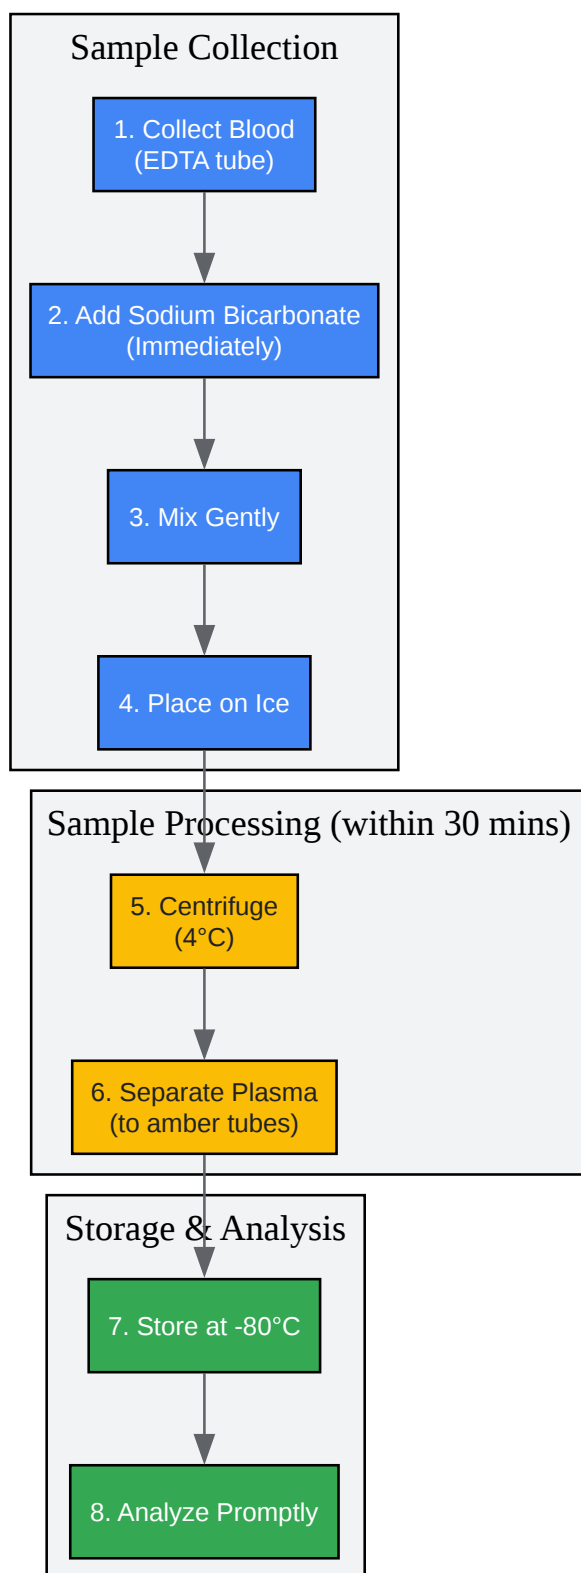 Sample Collection
1. Collect Blood
(EDTA tube)
2. Add Sodium Bicarbonate
(Immediately)
3. Mix Gently
4. Place on Ice
Sample Processing (within 30 mins)
5. Centrifuge
(4°C)
6. Separate Plasma
(to amber tubes)
Storage & Analysis
7. Store at -80°C
8. Analyze Promptly